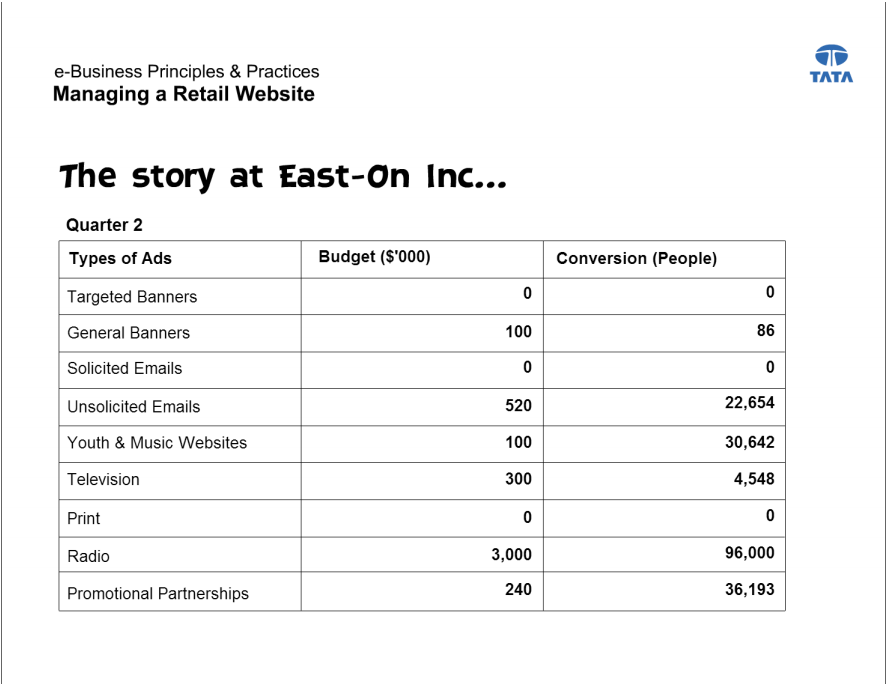 e-Business Principles & Practices
Managing a Retail Website
TATA
The story at East-On Inc...
Quarter 2
Types of Ads Budget ($'000) Conversion (People)
Targeted Banners 0 0
General Banners 100 86
Solicited Emails 0 0
Unsolicited Emails 520 22,654
Youth & Music Websites 100 30,642
Television 300 4,548
Print 0 0
Radio 3,000 96,000
Promotional Partnerships 240 36,193